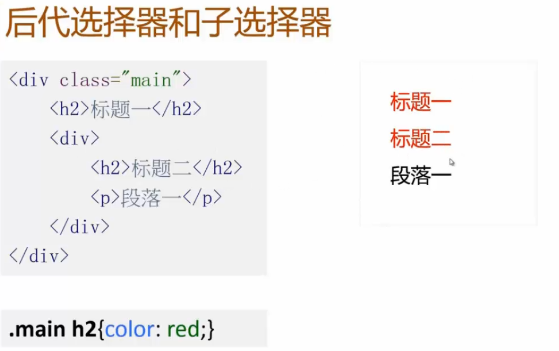 后代选择器和子选择器
<div class="main">
<h2>标题一</h2>
<div>
<h2>标题二</h2>
<p>段落一</p>
</div>
</div>
.main h2{color: red;}
标题一
标题二
段落一